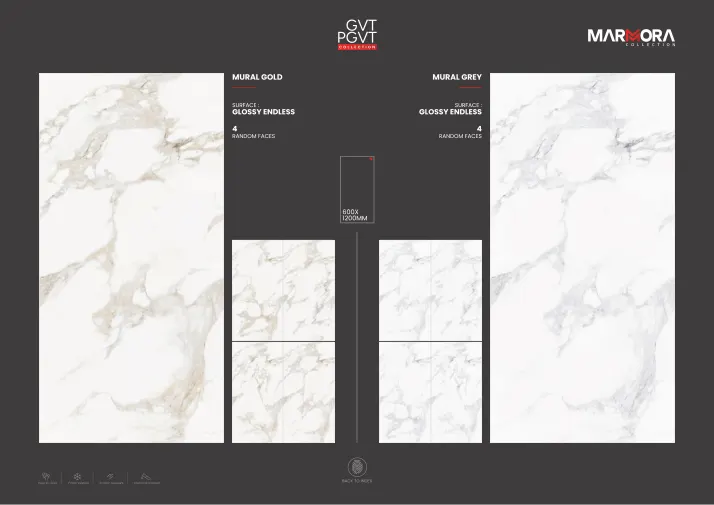 GVT
PGVT
COLLECTION
MARMORA
COLLECTION
MURAL GOLD
SURFACE :
GLOSSY ENDLESS
4
RANDOM FACES
MURAL GREY
SURFACE :
GLOSSY ENDLESS
4
RANDOM FACES
600X
1200MM
BACK TO INDEX